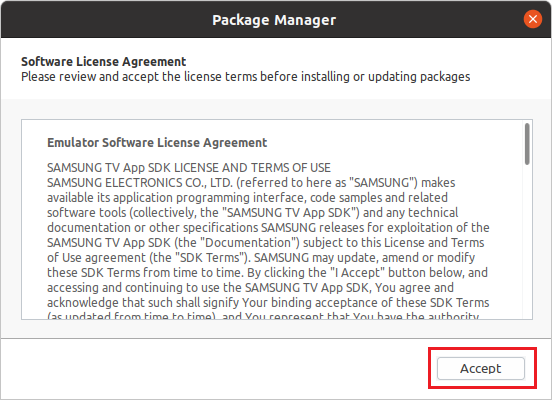 Package Manager
Software License Agreement
Please review and accept the license terms before installing or updating packages
Emulator Software License Agreement
SAMSUNG TV App SDK LICENSE AND TERMS OF USE
SAMSUNG ELECTRONICS CO., LTD. (referred to here as "SAMSUNG") makes
available its application programming interface, code samples and related
software tools (collectively, the "SAMSUNG TV App SDK") and any technical
documentation or other specifications SAMSUNG releases for exploitation of the
SAMSUNG TV App SDK (the "Documentation") subject to this License and Terms
of Use agreement (the "SDK Terms"). SAMSUNG may update, amend or modify
these SDK Terms from time to time. By clicking the "I Accept" button below, and
accessing and continuing to use the SAMSUNG TV App SDK, You agree and
acknowledge that such shall signify Your binding acceptance of these SDK Terms
(as updated from time to time), and You represent that You have the authority
Accept